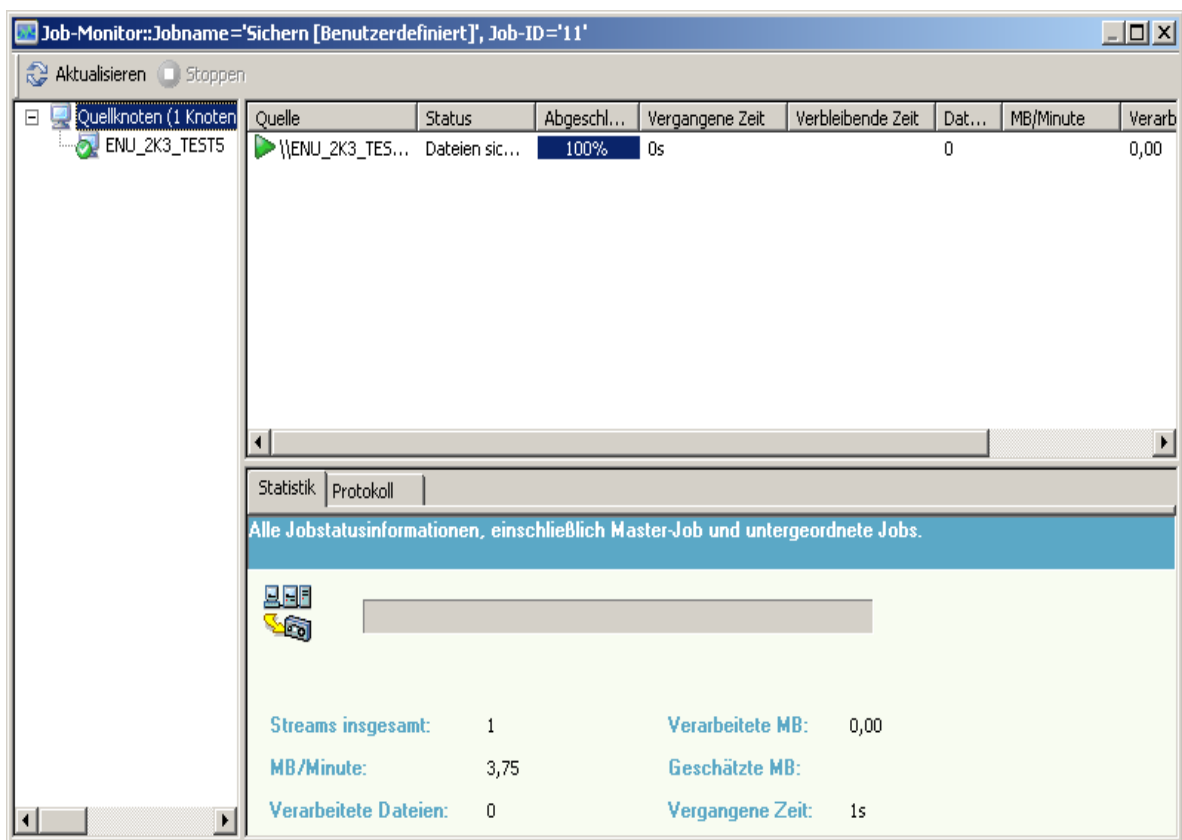 Job-Monitor::Jobname='Sichern [Benutzerdefiniert]', Job-ID='11'
Aktualisieren Stoppen
Quellknoten (1 Knoten
ENU_2K3_TEST5
Quelle Status Abgeschl... Vergangene Zeit Verbleibende Zeit Dat... MB/Minute Verarb
\\ENU_2K3_TES... Dateien sic... 100% 0s 0 0,00
Statistik Protokoll
Alle Jobstatusinformationen, einschließlich Master-Job und untergeordnete Jobs.
Streams insgesamt: 1 Verarbeitete MB: 0,00
MB/Minute: 3,75 Geschätzte MB:
Verarbeitete Dateien: 0 Vergangene Zeit: 1s